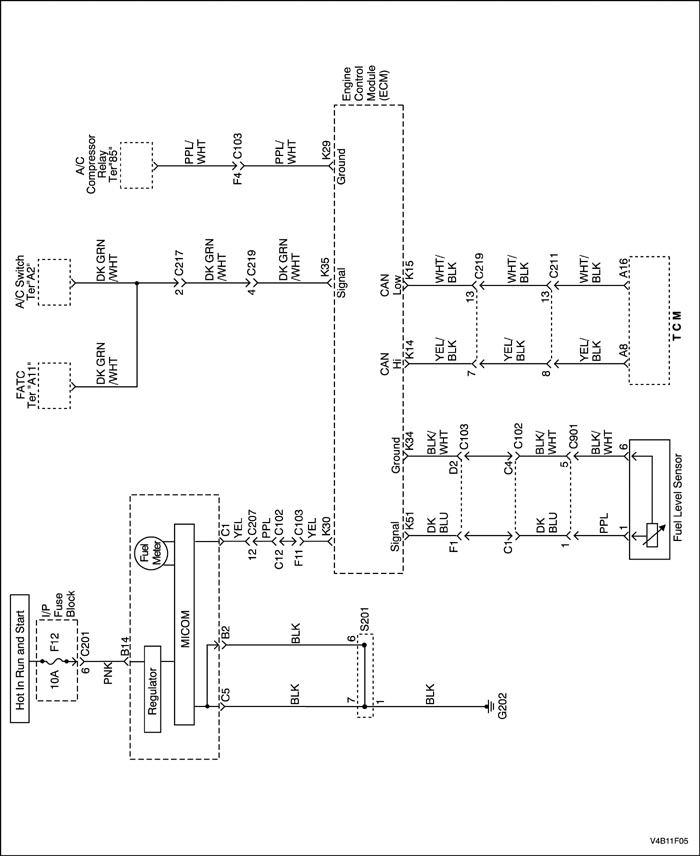 Hot In Run and Start
I/P
Fuse
Block
F12
10A
6
C201
PNK
B14
Regulator
MICOM
Fuel
Meter
C5
B2
BLK
BLK
6
S201
7
1
BLK
G202
C1
YEL
12
C207
PPL
C12
C102
F11
C103
YEL
K30
FATC
Ter "A11"
DK GRN
/WHT
A/C Switch
Ter"A2"
DK GRN
/WHT
2
C217
DK GRN
/WHT
4
C219
DK GRN
/WHT
K35
Signal
A/C
Compressor
Relay
Ter"85"
PPL/
WHT
F4
C103
PPL/
WHT
K29
Ground
Engine
Control
Module
(ECM)
Signal
K51
DK
BLU
F1
C1
DK
BLU
1
PPL
1
Ground
K34
BLK/
WHT
D2
C103
C4
C102
BLK/
WHT
5
C901
BLK/
WHT
6
Fuel Level Sensor
CAN
Hi
K14
YEL/
BLK
7
YEL/
BLK
8
YEL/
BLK
A8
CAN
Low
K15
WHT/
BLK
13
C219
WHT/
BLK
13
C211
WHT/
BLK
A16
TCM
V4B11F05